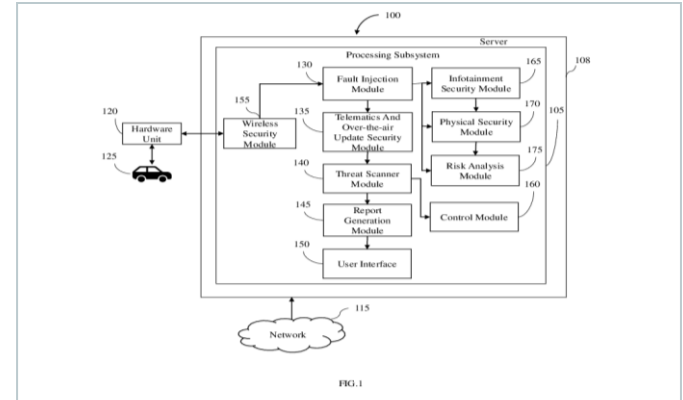 100
Server
Processing Subsystem
130
165
108
Fault Injection
Module
Infotainment
Security Module
155
135
170
105
120
Hardware
Unit
Wireless
Security
Module
Telematics And
Over-the-air
Update Security
Module
Physical Security
Module
125
140
175
Threat Scanner
Module
Risk Analysis
Module
145
160
Report
Generation
Module
Control Module
150
User Interface
115
Network
FIG.1